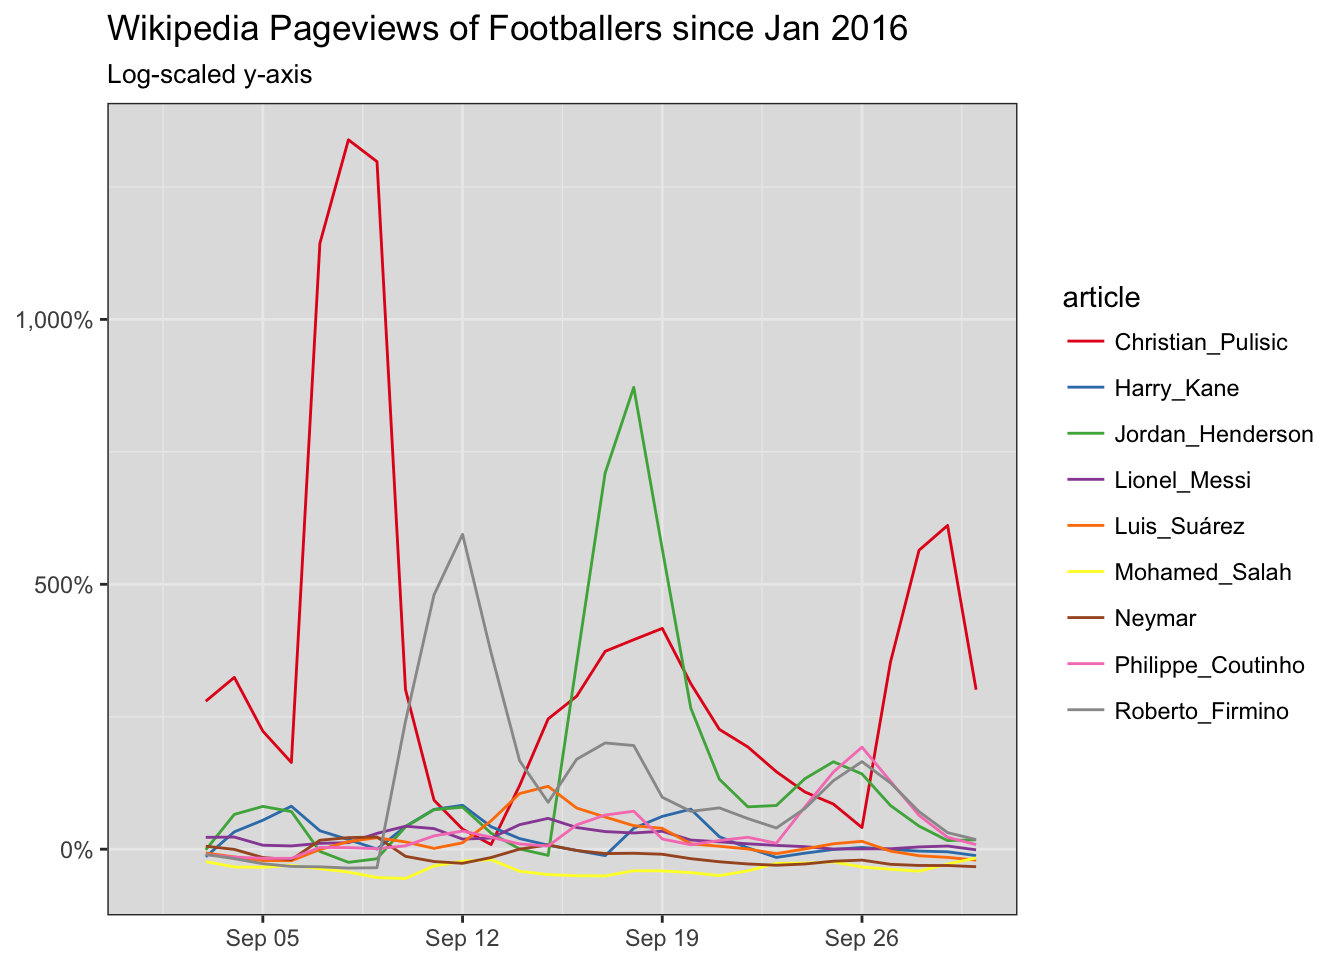 Wikipedia Pageviews of Footballers since Jan 2016
Log-scaled y-axis
1,000%
500%
0%
Sep 05
Sep 12
Sep 19
Sep 26
article
Christian_Pulisic
Harry_Kane
Jordan_Henderson
Lionel_Messi
Luis_Suárez
Mohamed_Salah
Neymar
Philippe_Coutinho
Roberto_Firmino